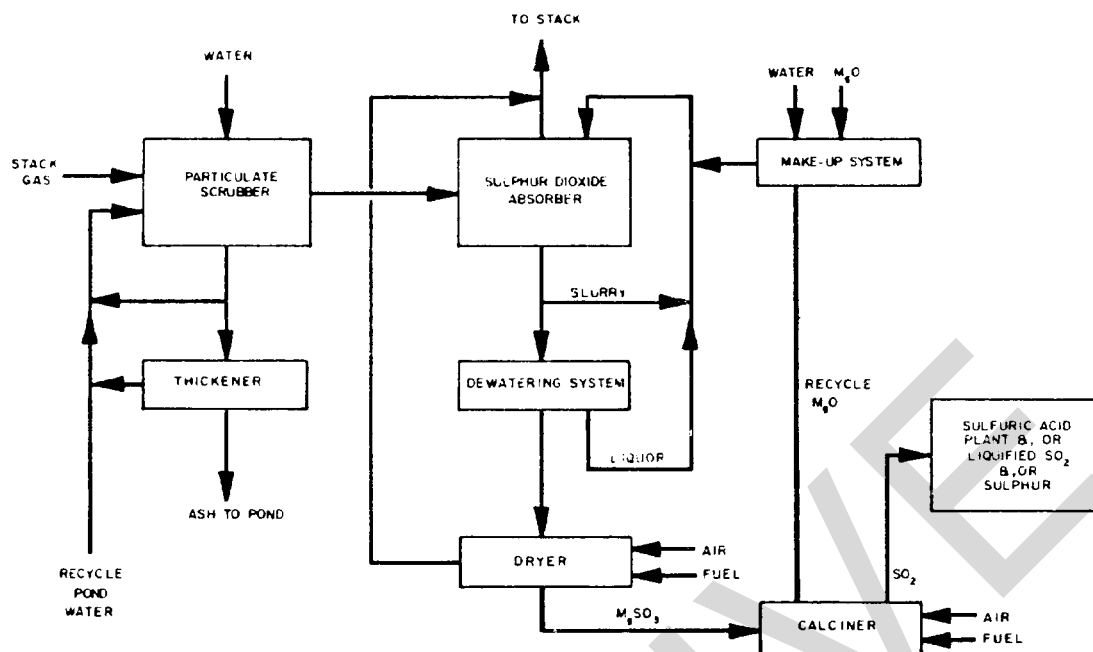 TO STACK
WATER
WATER
MgO
STACK
GAS
PARTICULATE
SCRUBBER
SULPHUR DIOXIDE
ABSORBER
MAKE-UP SYSTEM
SLURRY
THICKENER
DEWATERING SYSTEM
RECYCLE
MgO
LIQUOR
SULFURIC ACID
PLANT &, OR
LIQUIFIED SO2
&, OR
SULPHUR
ASH TO POND
DRYER
AIR
FUEL
RECYCLE
POND
WATER
SO2
MgSO3
CALCINER
AIR
FUEL